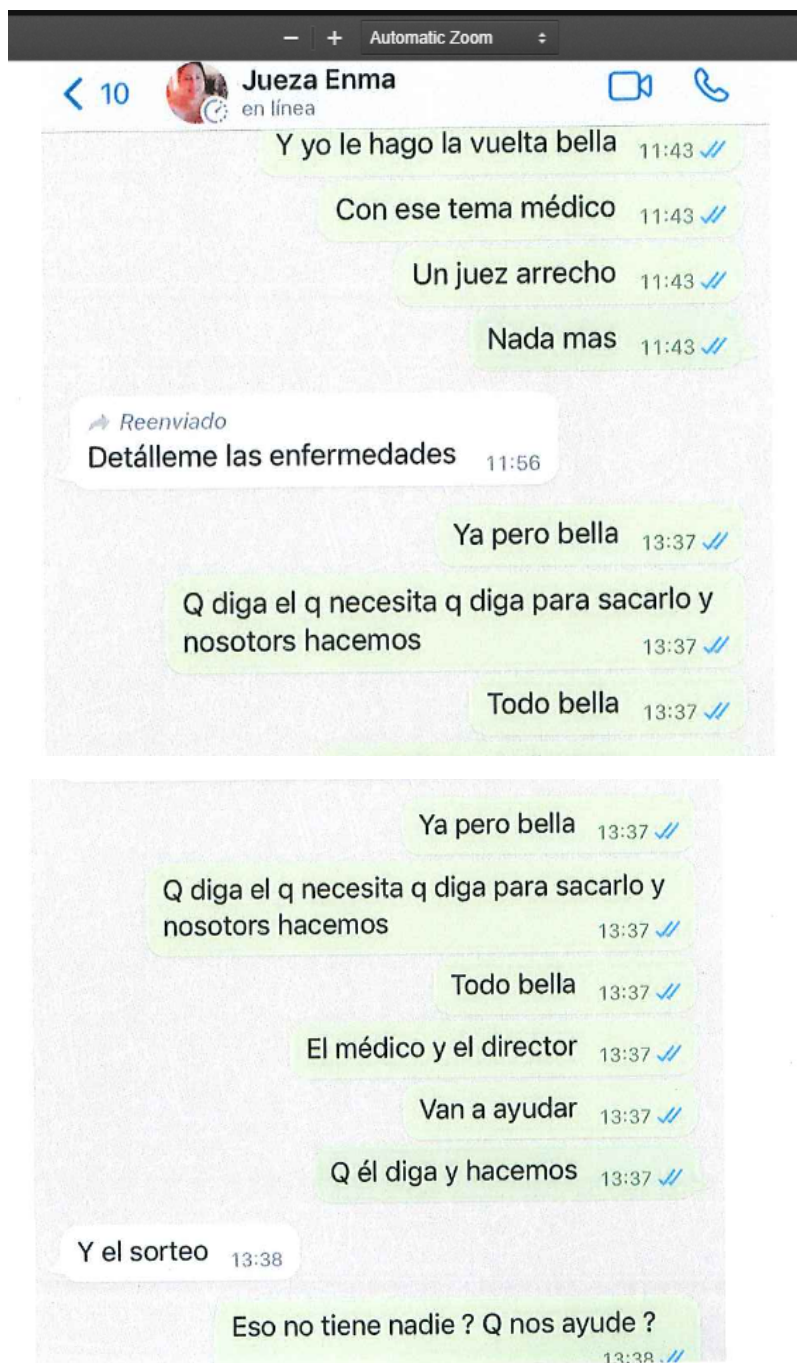 Automatic Zoom
10
Jueza Enma
en línea
Y yo le hago la vuelta bella 11:43
Con ese tema médico 11:43
Un juez arrecho 11:43
Nada mas 11:43
Reenviado
Detálleme las enfermedades 11:56
Ya pero bella 13:37
Q diga el q necesita q diga para sacarlo y
nosotors hacemos 13:37
Todo bella 13:37
Ya pero bella 13:37
Q diga el q necesita q diga para sacarlo y
nosotors hacemos 13:37
Todo bella 13:37
El médico y el director 13:37
Van a ayudar 13:37
Q él diga y hacemos 13:37
Y el sorteo 13:38
Eso no tiene nadie ? Q nos ayude ?
13:38